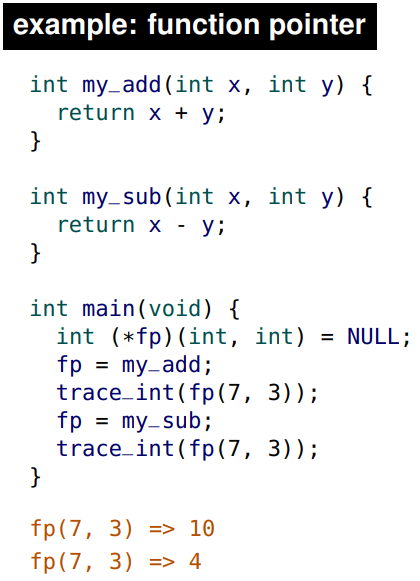 example: function pointer
int my_add(int x, int y) {
  return x + y;
}
int my_sub(int x, int y) {
  return x - y;
}
int main(void) {
  int (*fp)(int, int) = NULL;
  fp = my_add;
  trace_int(fp(7, 3));
  fp = my_sub;
  trace_int(fp(7, 3));
}
fp(7, 3) => 10
fp(7, 3) => 4